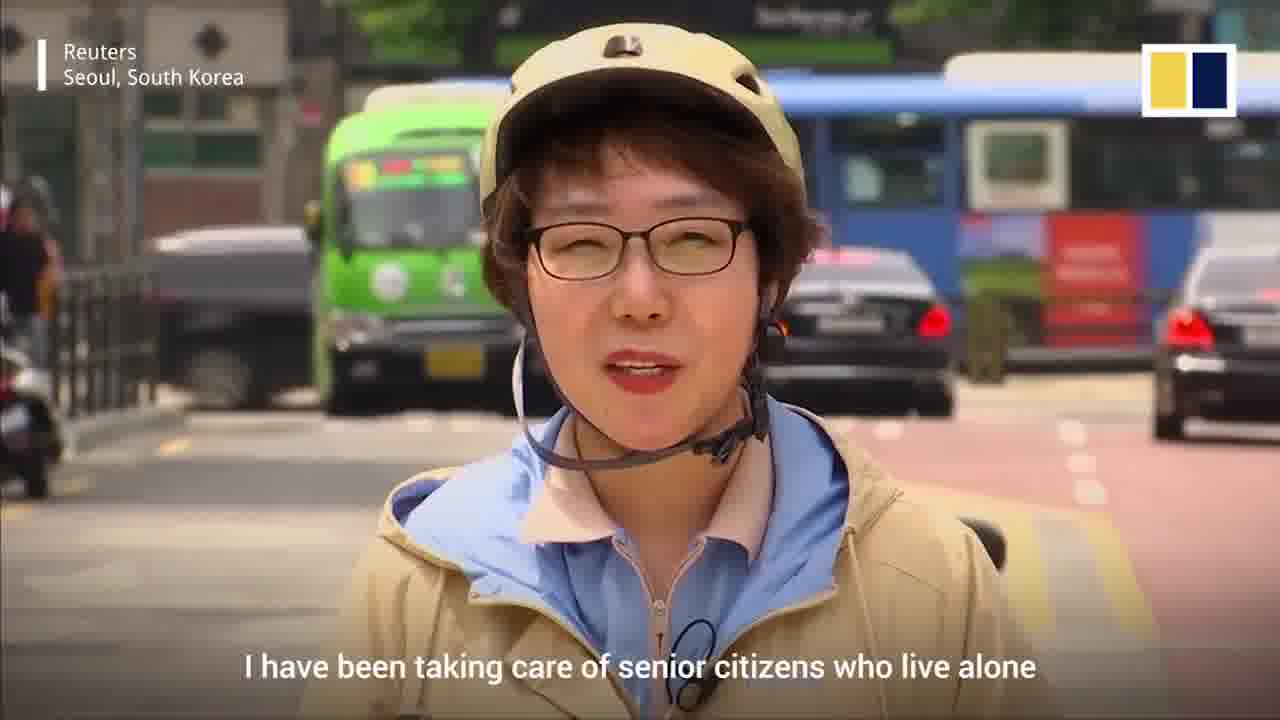 Reuters
Seoul, South Korea
I have been taking care of senior citizens who live alone